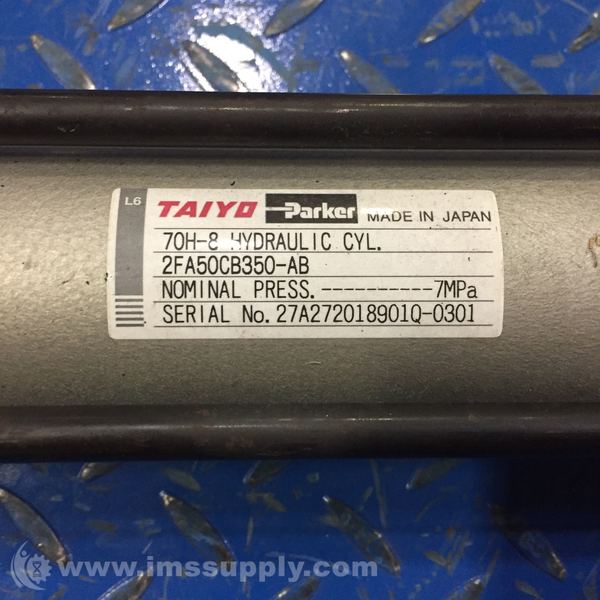 L6 TAIYO Parker MADE IN JAPAN
70H-8 HYDRAULIC CYL.
2FA50CB350-AB
NOMINAL PRESS.----------7MPa
SERIAL No.27A272018901Q-0301
www.imssupply.com